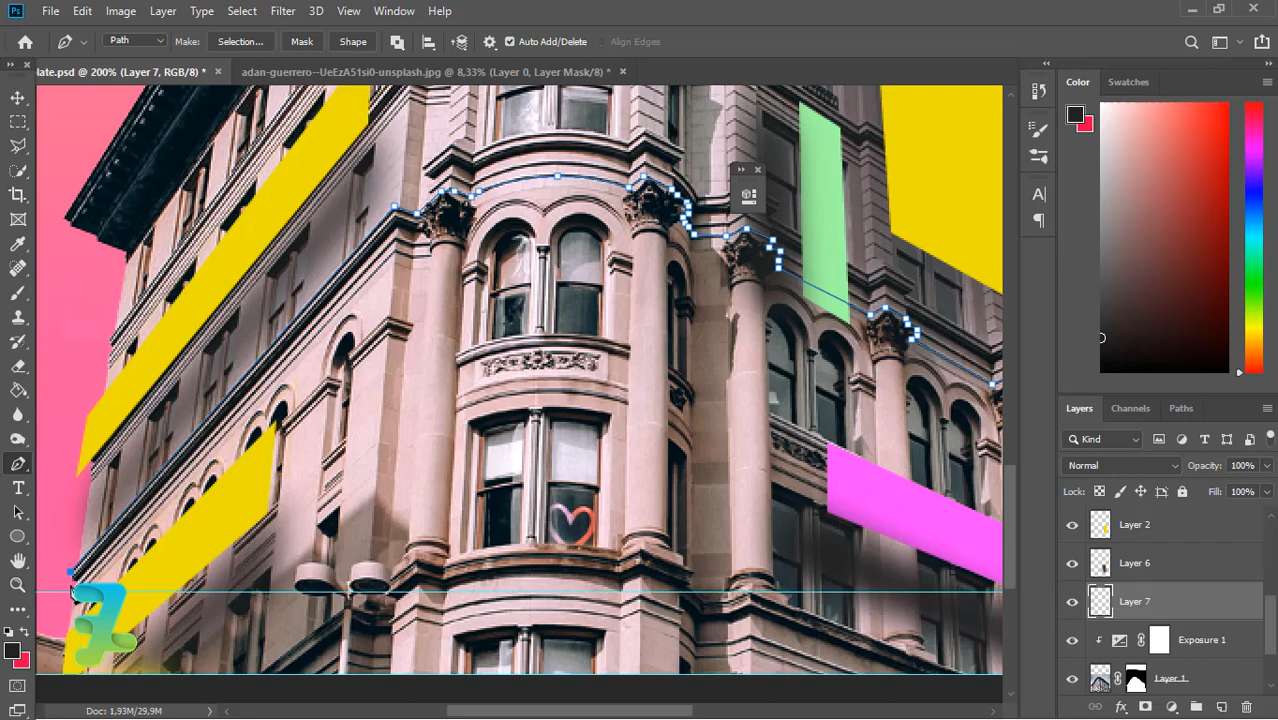 Ps File Edit Image Layer Type Select Filter 3D View Window Help
Path Make: Selection... Mask Shape Auto Add/Delete Align Edges
late.psd @ 200% (Layer 7, RGB/8) * × adan-guerrero--UeEzA51si0-unsplash.jpg @ 8,33% (Layer 0, Layer Mask/8) * ×
Color Swatches
Layers Channels Paths
Kind
Normal Opacity: 100%
Lock: Fill: 100%
Layer 2
Layer 6
Layer 7
Exposure 1
Layer 1
Doc: 1,93M/29,9M